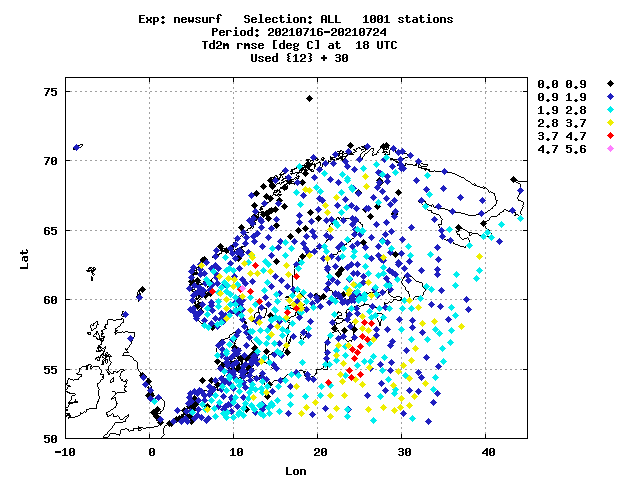 Exp: newsurf   Selection: ALL   1001 stations
Period: 20210716-20210724
Td2m rmse [deg C] at  18 UTC
Used {12} + 30
0.0 0.9
0.9 1.9
1.9 2.8
2.8 3.7
3.7 4.7
4.7 5.6
75
70
65
60
55
50
Lat
-10 0 10 20 30 40
Lon